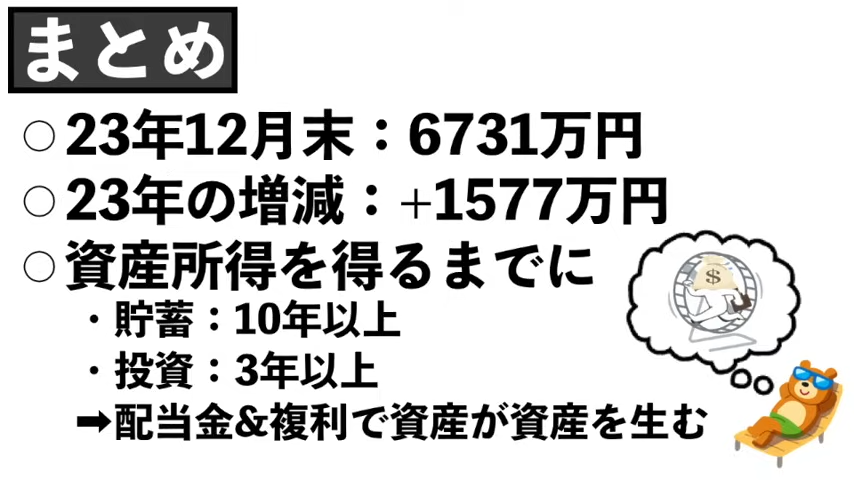 まとめ
○23年12月末：6731万円
○23年の増減：+1577万円
○資産所得を得るまでに
・貯蓄：10年以上
・投資：3年以上
➡配当金&複利で資産が資産を生む
$